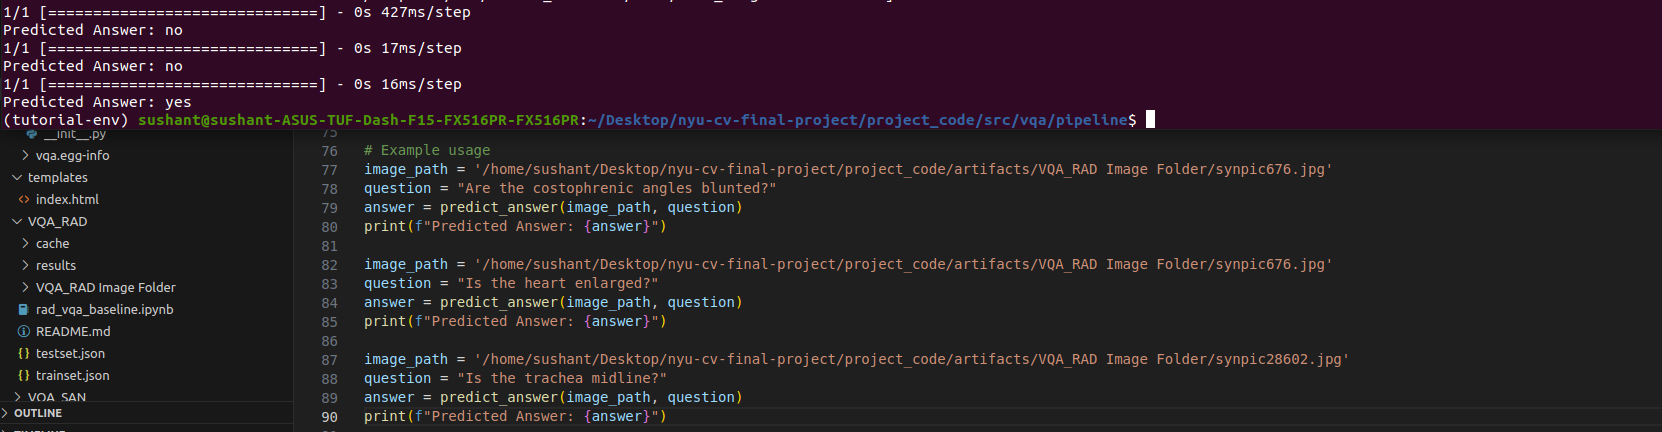 1/1 [==============================] - 0s 427ms/step
Predicted Answer: no
1/1 [==============================] - 0s 17ms/step
Predicted Answer: no
1/1 [==============================] - 0s 16ms/step
Predicted Answer: yes
(tutorial-env) sushant@sushant-ASUS-TUF-Dash-F15-FX516PR-FX516PR:~/Desktop/nyu-cv-final-project/project_code/src/vqa/pipeline$
__init__.py
vqa.egg-info
templates
index.html
VQA_RAD
cache
results
VQA_RAD Image Folder
rad_vqa_baseline.ipynb
README.md
testset.json
trainset.json
VQA_SAN
OUTLINE
75
76 # Example usage
77 image_path = '/home/sushant/Desktop/nyu-cv-final-project/project_code/artifacts/VQA_RAD Image Folder/synpic676.jpg'
78 question = "Are the costophrenic angles blunted?"
79 answer = predict_answer(image_path, question)
80 print(f"Predicted Answer: {answer}")
81
82 image_path = '/home/sushant/Desktop/nyu-cv-final-project/project_code/artifacts/VQA_RAD Image Folder/synpic676.jpg'
83 question = "Is the heart enlarged?"
84 answer = predict_answer(image_path, question)
85 print(f"Predicted Answer: {answer}")
86
87 image_path = '/home/sushant/Desktop/nyu-cv-final-project/project_code/artifacts/VQA_RAD Image Folder/synpic28602.jpg'
88 question = "Is the trachea midline?"
89 answer = predict_answer(image_path, question)
90 print(f"Predicted Answer: {answer}")